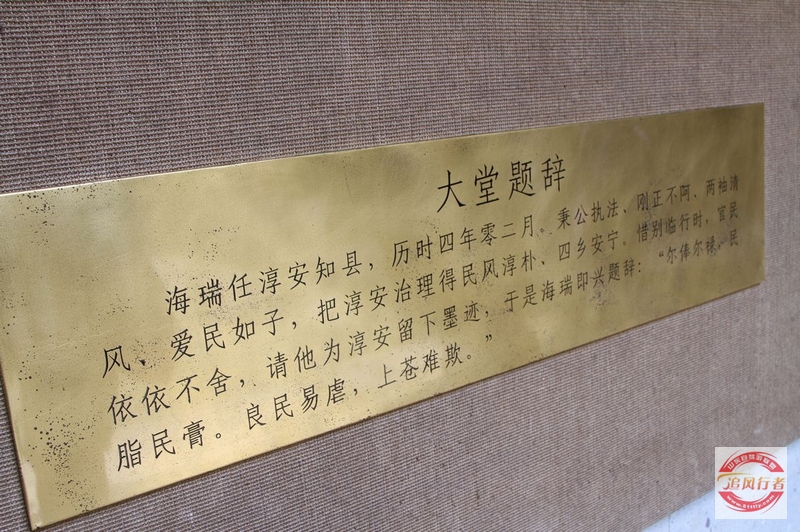 大堂题辞
海瑞任淳安知县，历时四年零二月。秉公执法、刚正不阿、两袖清
风、爱民如子，把淳安治理得民风淳朴、四乡安宁。惜别临行时，官民
依依不舍，请他为淳安留下墨迹，于是海瑞即兴题辞：“尔俸尔禄，民
脂民膏。良民易虐，上苍难欺。”
追风行者